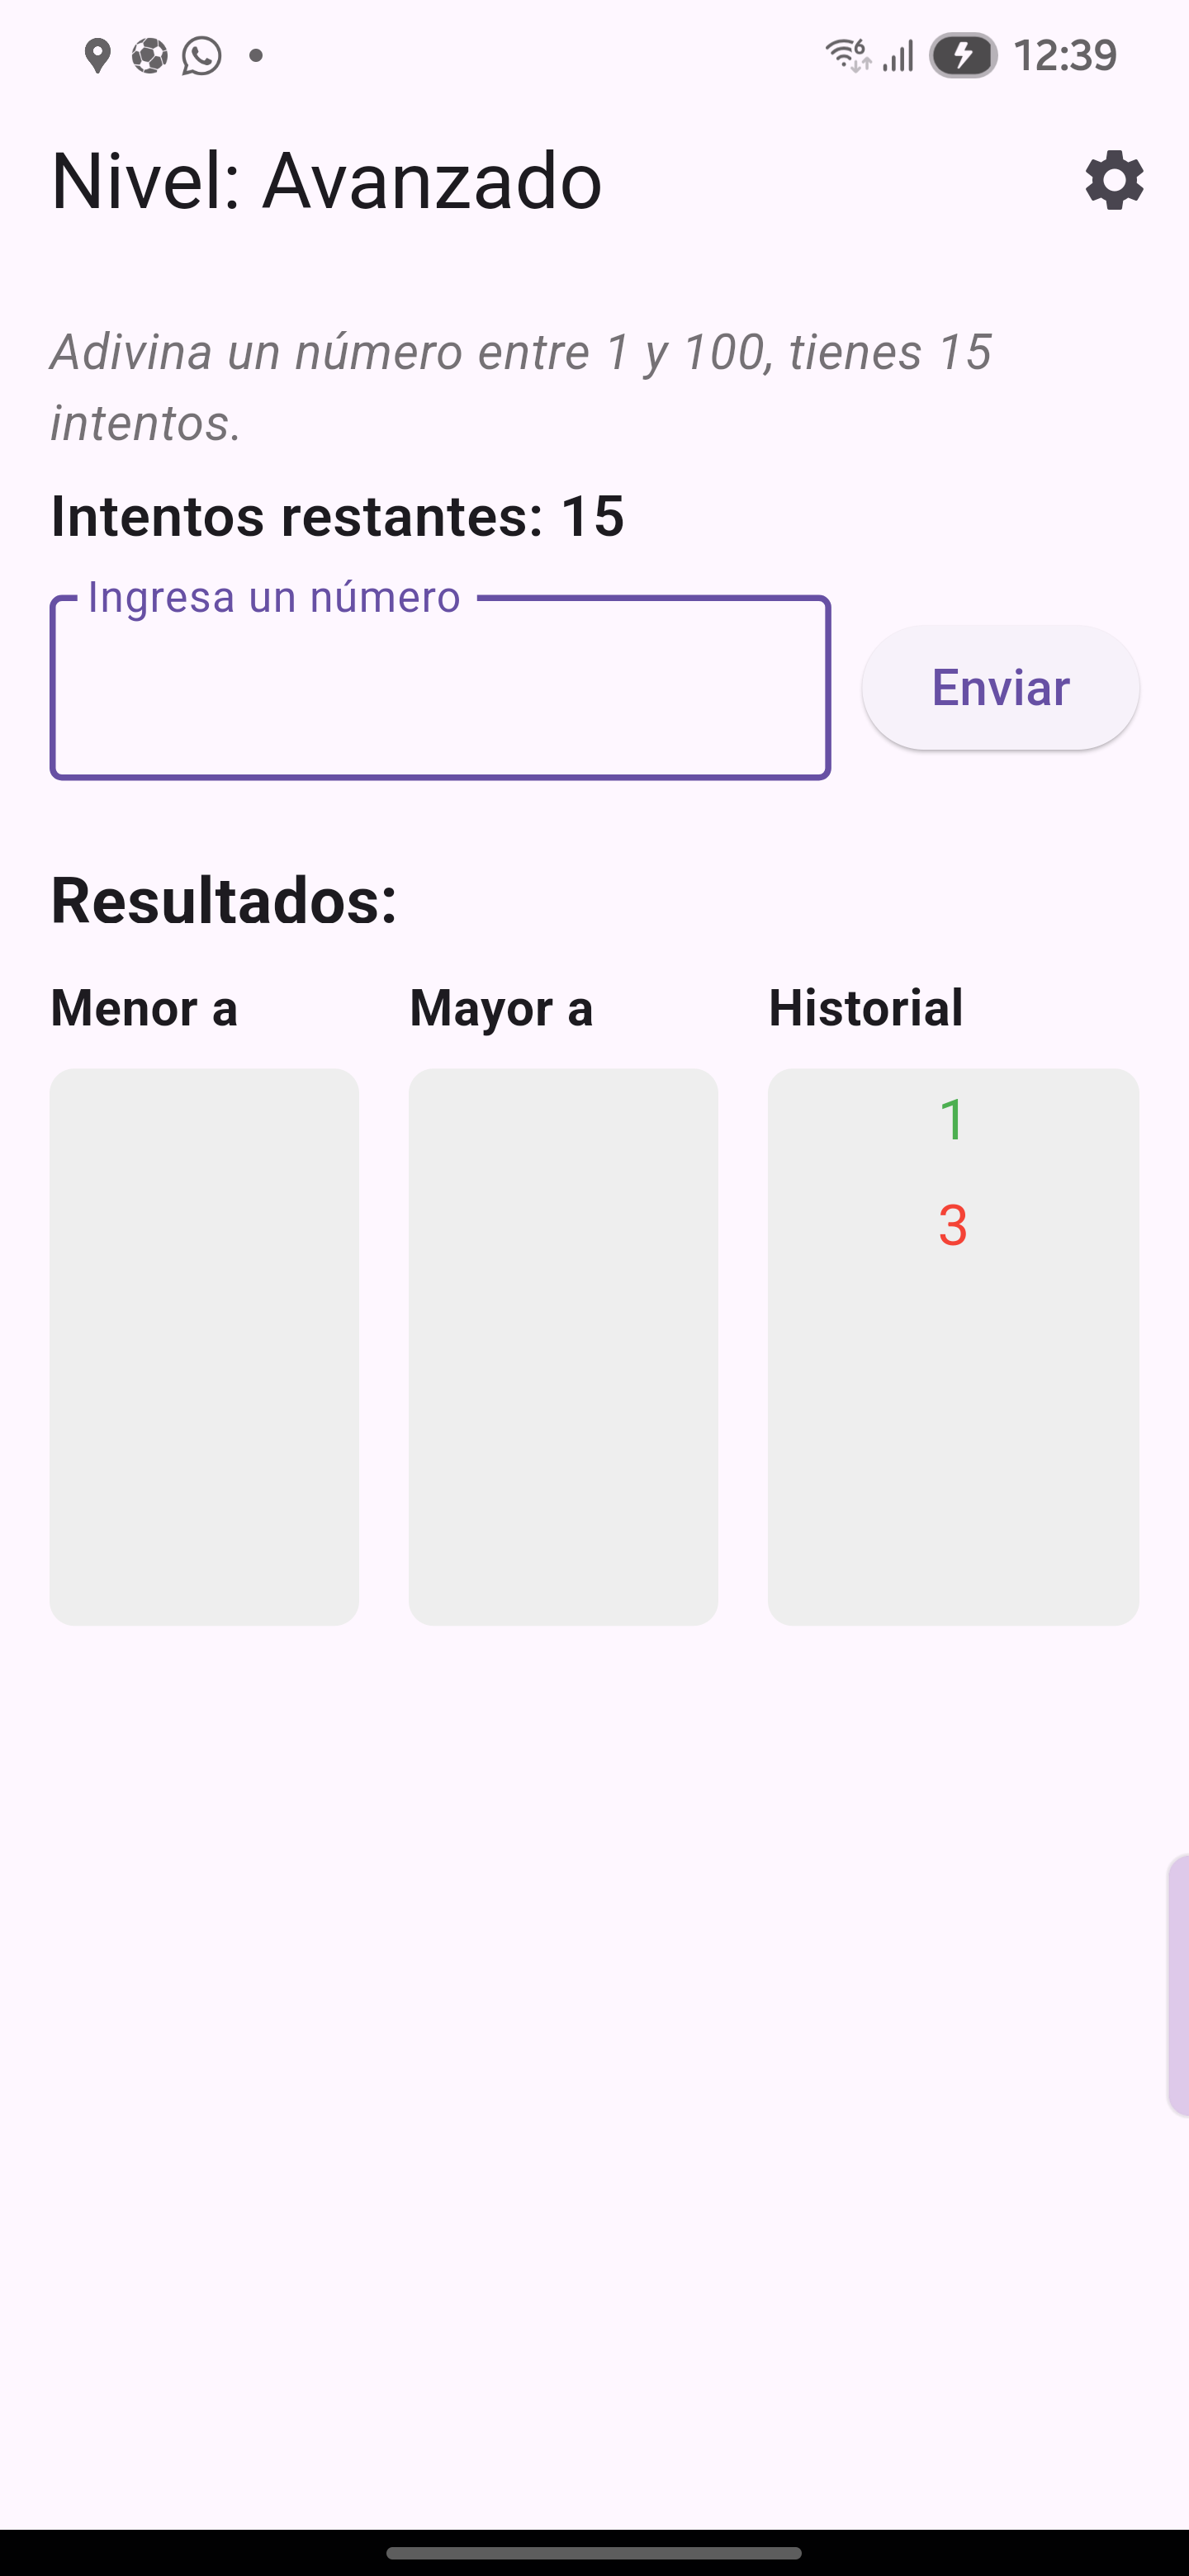 12:39
Nivel: Avanzado
Adivina un número entre 1 y 100, tienes 15
intentos.
Intentos restantes: 15
Ingresa un número
Enviar
Resultados:
Menor a
Mayor a
Historial
1
3